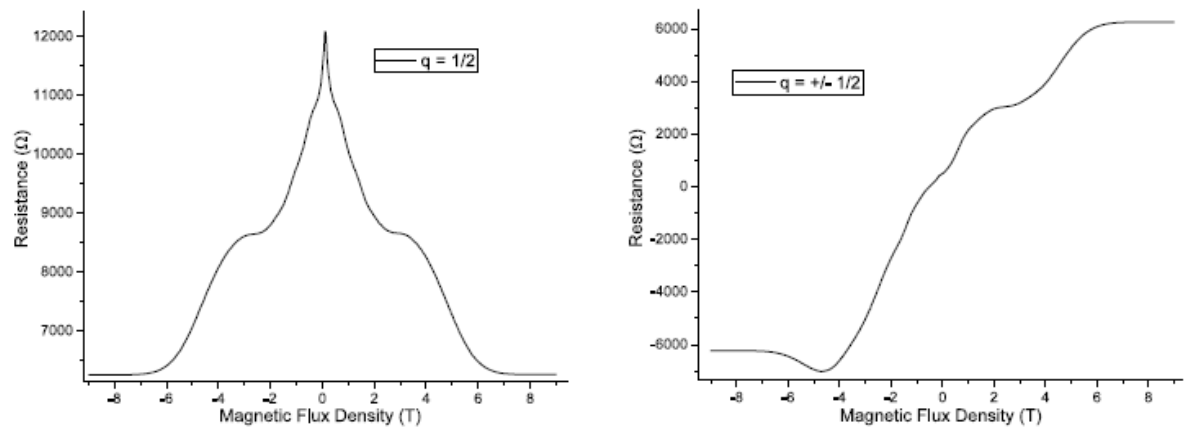 12000
q = 1/2
11000
10000
9000
8000
7000
Resistance (Ω)
-8 -6 -4 -2 0 2 4 6 8
Magnetic Flux Density (T)
6000
q = +/- 1/2
4000
2000
0
-2000
-4000
-6000
Resistance (Ω)
-8 -6 -4 -2 0 2 4 6 8
Magnetic Flux Density (T)